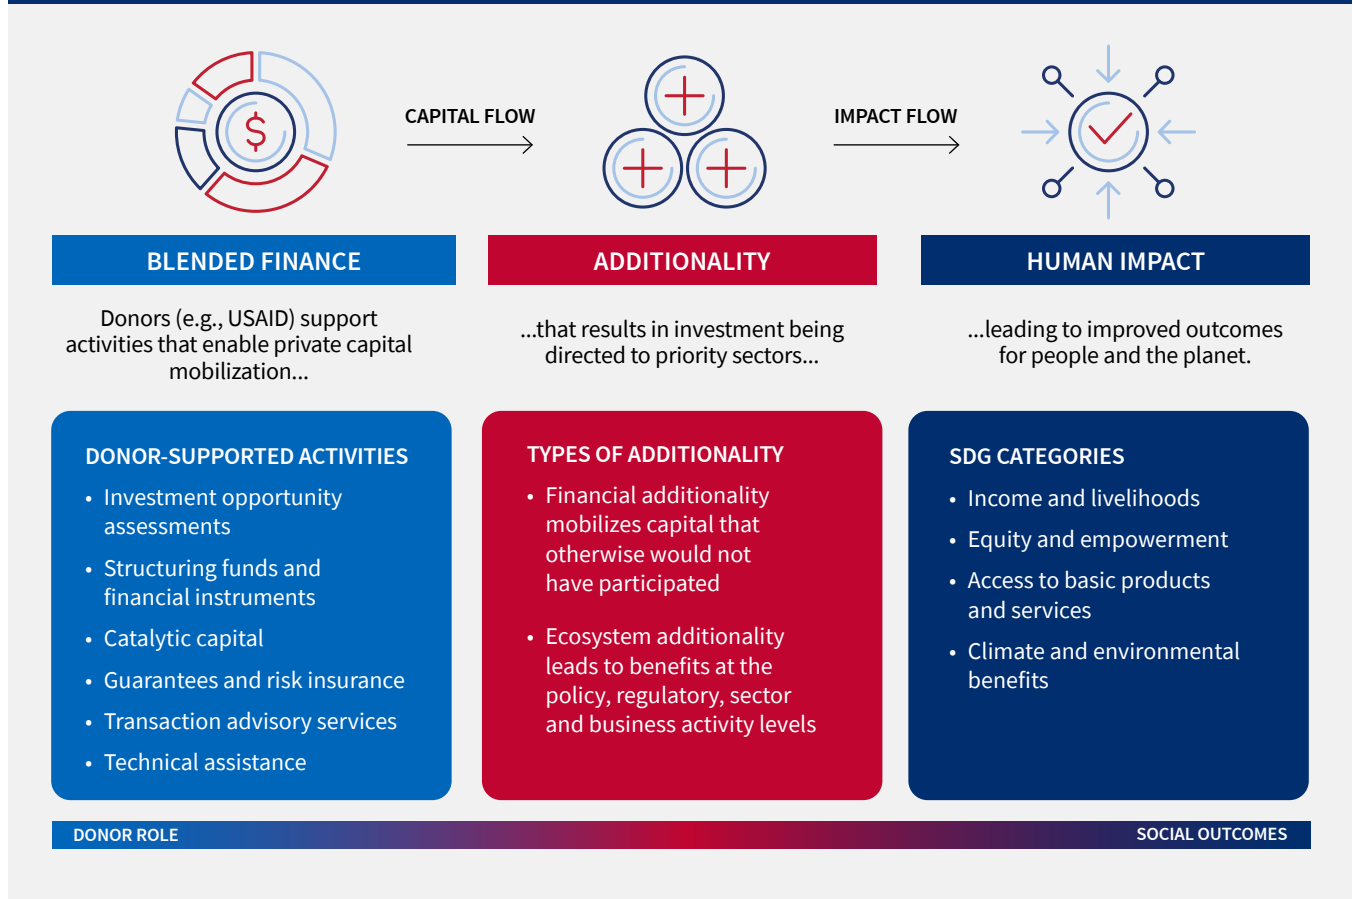 CAPITAL FLOW
IMPACT FLOW
BLENDED FINANCE
Donors (e.g., USAID) support
activities that enable private capital
mobilization...
DONOR-SUPPORTED ACTIVITIES
• Investment opportunity
assessments
• Structuring funds and
financial instruments
• Catalytic capital
• Guarantees and risk insurance
• Transaction advisory services
• Technical assistance
ADDITIONALITY
...that results in investment being
directed to priority sectors...
TYPES OF ADDITIONALITY
• Financial additionality
mobilizes capital that
otherwise would not
have participated
• Ecosystem additionality
leads to benefits at the
policy, regulatory, sector
and business activity levels
HUMAN IMPACT
...leading to improved outcomes
for people and the planet.
SDG CATEGORIES
• Income and livelihoods
• Equity and empowerment
• Access to basic products
and services
• Climate and environmental
benefits
DONOR ROLE
SOCIAL OUTCOMES